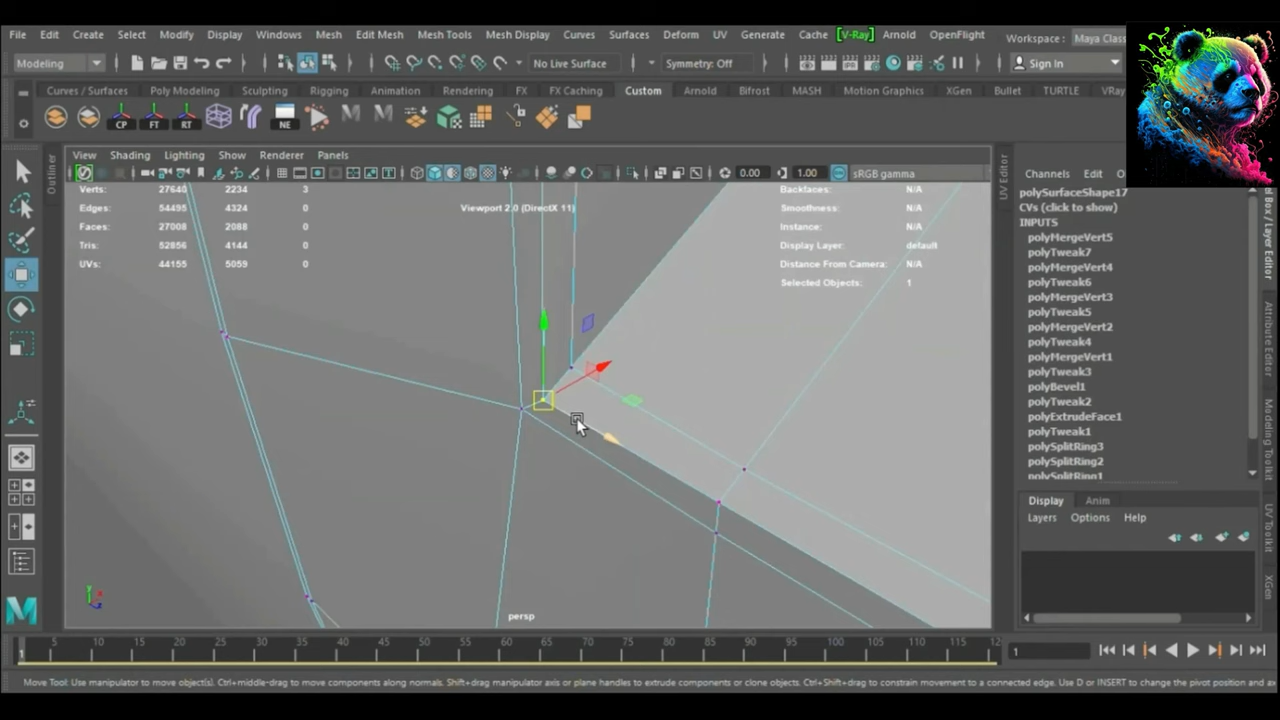 File Edit Create Select Modify Display Windows Mesh Edit Mesh Mesh Tools Mesh Display Curves Surfaces Deform UV Generate Cache [V-Ray] Arnold OpenFlight Workspace : Maya Clas
Modeling No Live Surface Symmetry: Off Sign In
Curves / Surfaces Poly Modeling Sculpting Rigging Animation Rendering FX FX Caching Custom Arnold Bifrost MASH Motion Graphics XGen Bullet TURTLE VRay
CP FT RT NE
Outliner
View Shading Lighting Show Renderer Panels
0.00 1.00 sRGB gamma
UV Editor
Verts: 27640 2234 3
Edges: 54495 4324 0
Faces: 27008 2088 0
Tris: 52856 4144 0
UVs: 44155 5059 0
Viewport 2.0 (DirectX 11)
Backfaces: N/A
Smoothness: N/A
Instance: N/A
Display Layer: default
Distance From Camera: N/A
Selected Objects: 1
persp
Channels Edit
polySurfaceShape17
CVs (click to show)
INPUTS
polyMergeVert5
polyTweak7
polyMergeVert4
polyTweak6
polyMergeVert3
polyTweak5
polyMergeVert2
polyTweak4
polyMergeVert1
polyTweak3
polyBevel1
polyTweak2
polyExtrudeFace1
polyTweak1
polySplitRing3
polySplitRing2
polySplitRing1
Display Anim
Layers Options Help
Box / Layer Editor
Attribute Editor
Modeling Toolkit
UV Toolkit
XGen
5 10 15 20 25 30 35 40 45 50 55 60 65 70 75 80 85 90 95 100 105 110 115 12
1 1
Move Tool: Use manipulator to move object(s). Ctrl+middle-drag to move components along normals. Shift+drag manipulator axis or plane handles to extrude components or clone objects. Ctrl+Shift+drag to constrain movement to a connected edge. Use D or INSERT to change the pivot position and ax